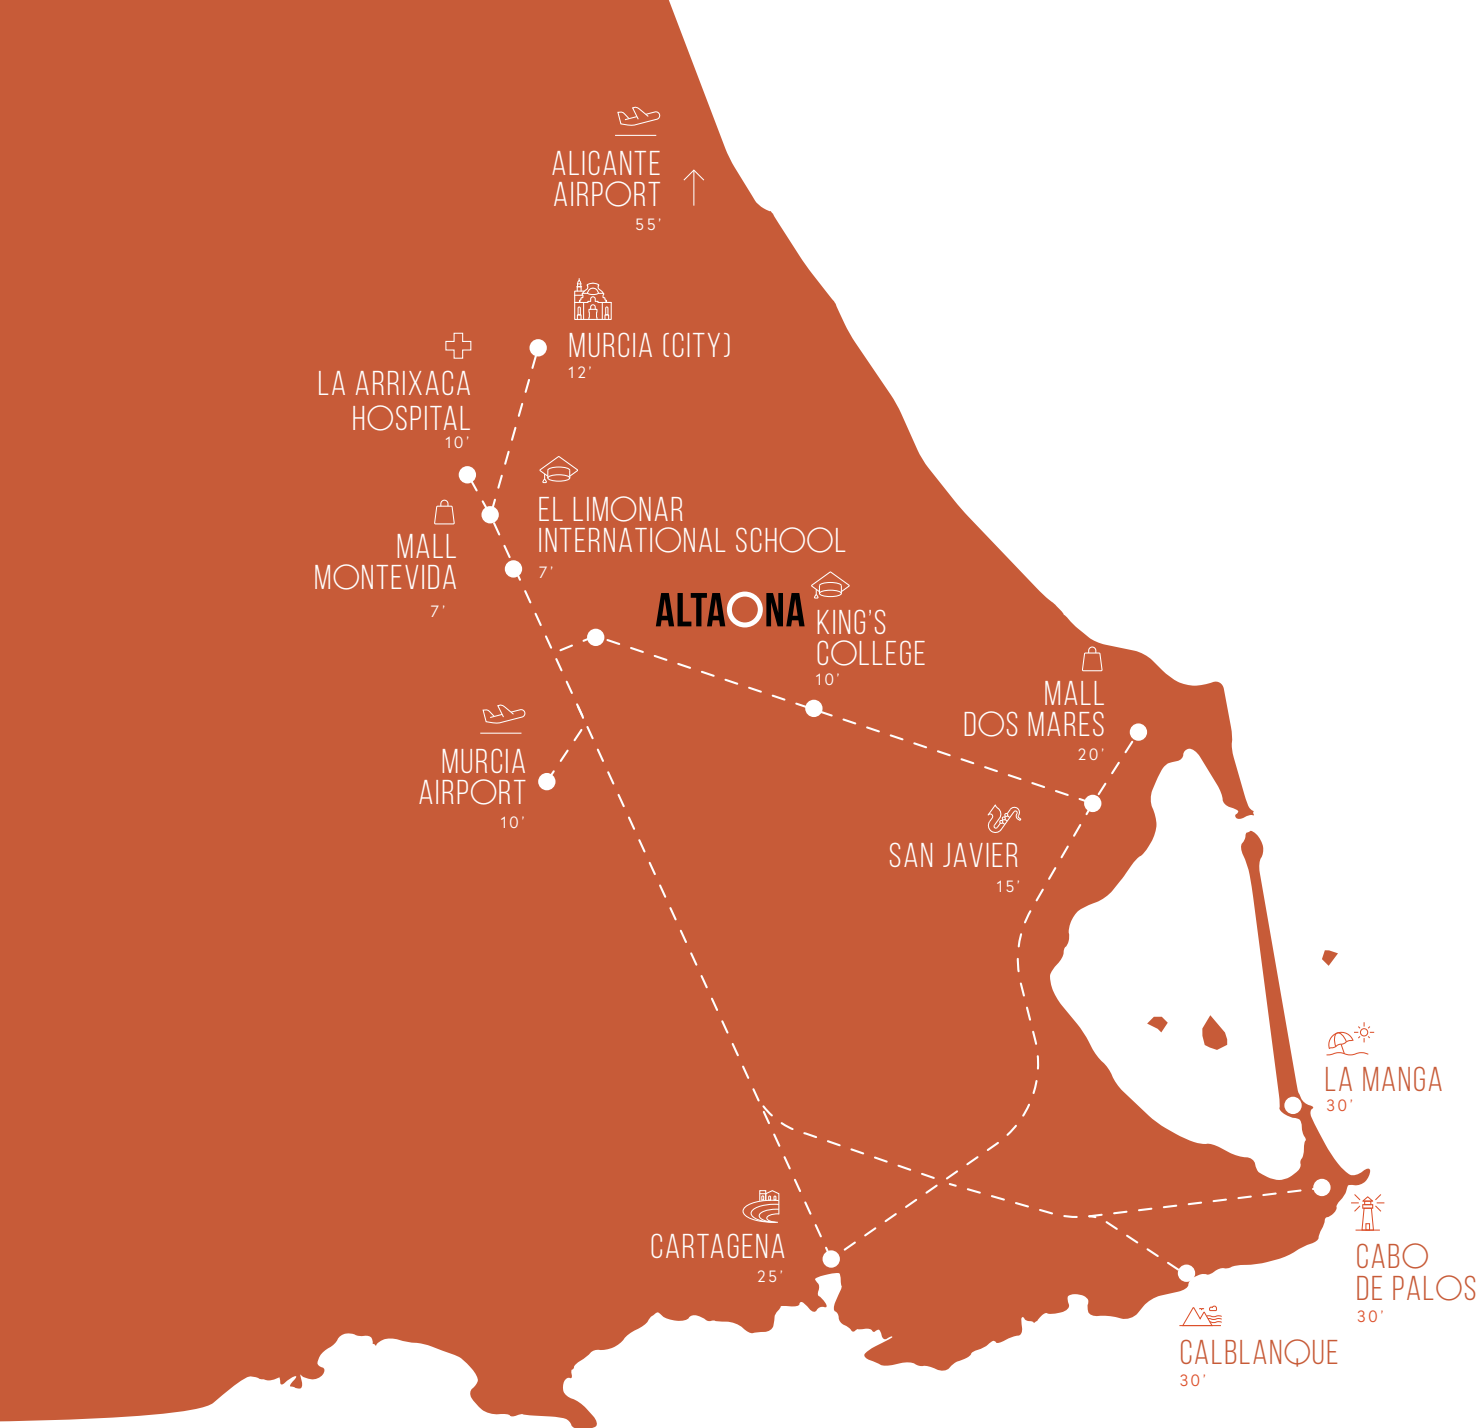 ALICANTE
AIRPORT
55'
MURCIA (CITY)
12'
LA ARRIXACA
HOSPITAL
10'
EL LIMONAR
INTERNATIONAL SCHOOL
7'
MALL
MONTEVIDA
7'
ALTAONA
KING'S
COLLEGE
10'
MALL
DOS MARES
20'
MURCIA
AIRPORT
10'
SAN JAVIER
15'
LA MANGA
30'
CARTAGENA
25'
CABO
DE PALOS
30'
CALBLANQUE
30'